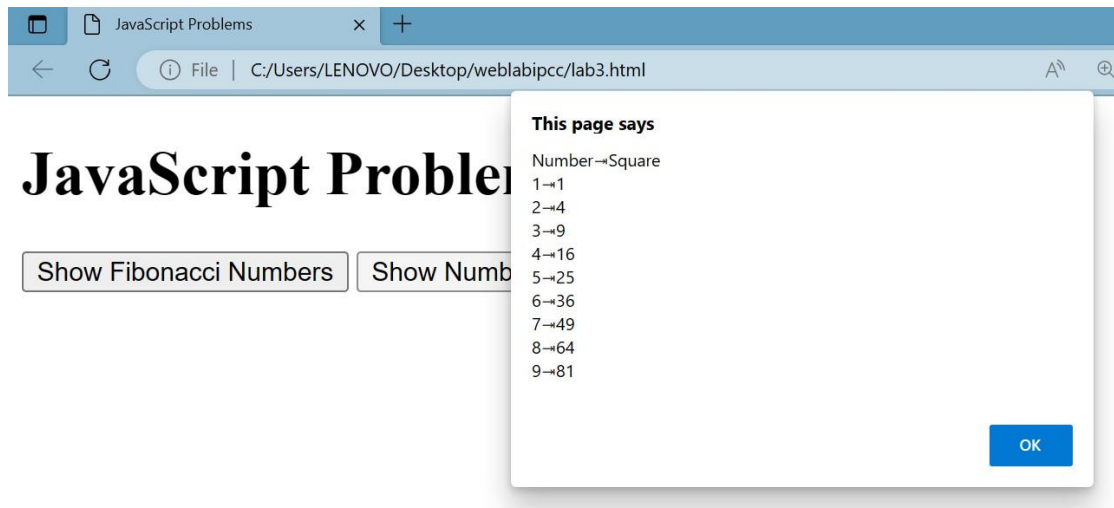 JavaScript Problems
File | C:/Users/LENOVO/Desktop/weblabipcc/lab3.html
This page says
Number⇥Square
1⇥1
2⇥4
3⇥9
4⇥16
5⇥25
6⇥36
7⇥49
8⇥64
9⇥81
OK
JavaScript Proble
Show Fibonacci Numbers
Show Numb